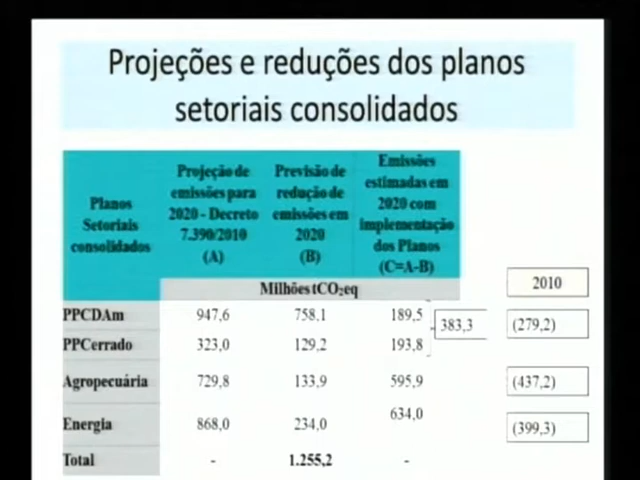 Projeções e reduções dos planos
setoriais consolidados
Planos
Setoriais
consolidados
Projeção de
emissões para
2020 - Decreto
7.390/2010
(A)
Previsão de
redução de
emissões em
2020
(B)
Emissões
estimadas em
2020 com
implementação
dos Planos
(C=A-B)
Milhões tCO₂eq
2010
PPCDAm 947,6 758,1 189,5 383,3 (279,2)
PPCerrado 323,0 129,2 193,8
Agropecuária 729,8 133,9 595,9 (437,2)
Energia 868,0 234,0 634,0 (399,3)
Total - 1.255,2 -